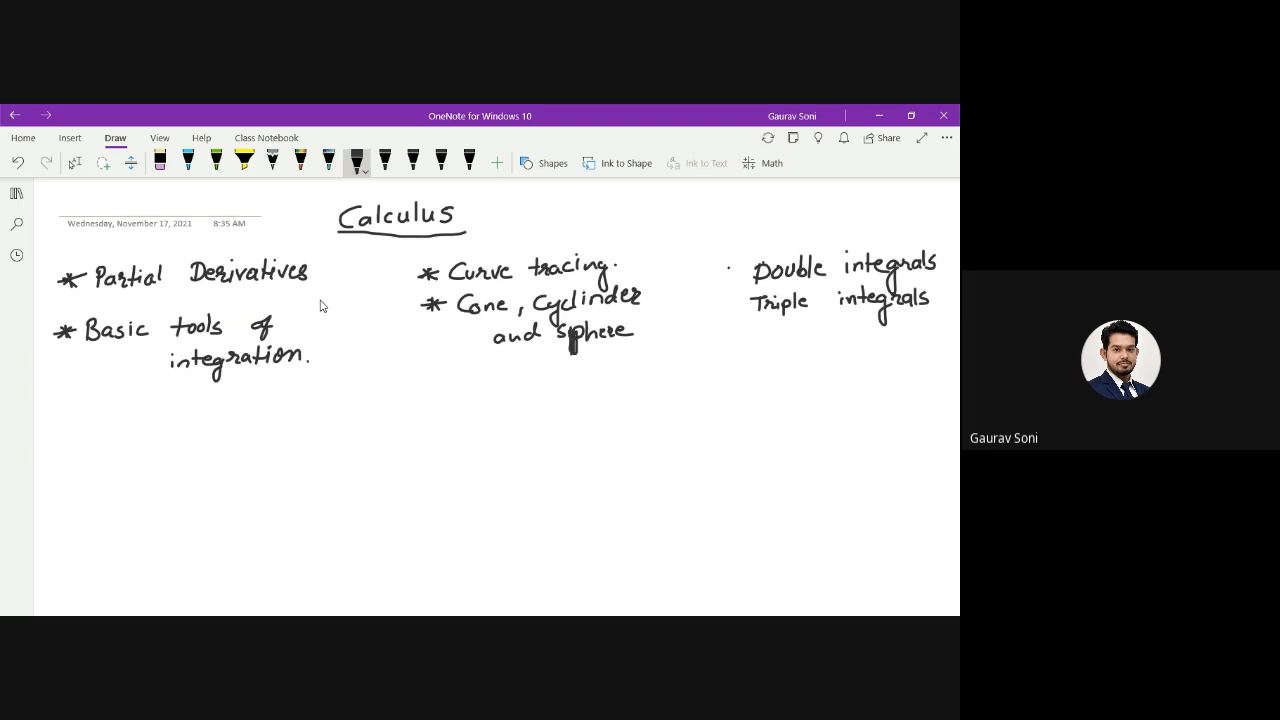 OneNote for Windows 10
Gaurav Soni
Home Insert Draw View Help Class Notebook
Share
Shapes Ink to Shape Ink to Text Math
Calculus
Wednesday, November 17, 2021 8:35 AM
* Partial Derivatives
* Basic tools of
integration.
* Curve tracing.
* Cone, Cyclinder
and sphere
Double integrals
Triple integrals
Gaurav Soni